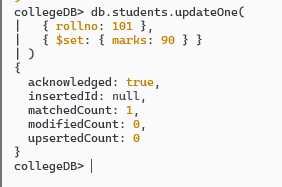 collegeDB> db.students.updateOne(
|   { rollno: 101 },
|   { $set: { marks: 90 } }
| )
{
  acknowledged: true,
  insertedId: null,
  matchedCount: 1,
  modifiedCount: 0,
  upsertedCount: 0
}
collegeDB>